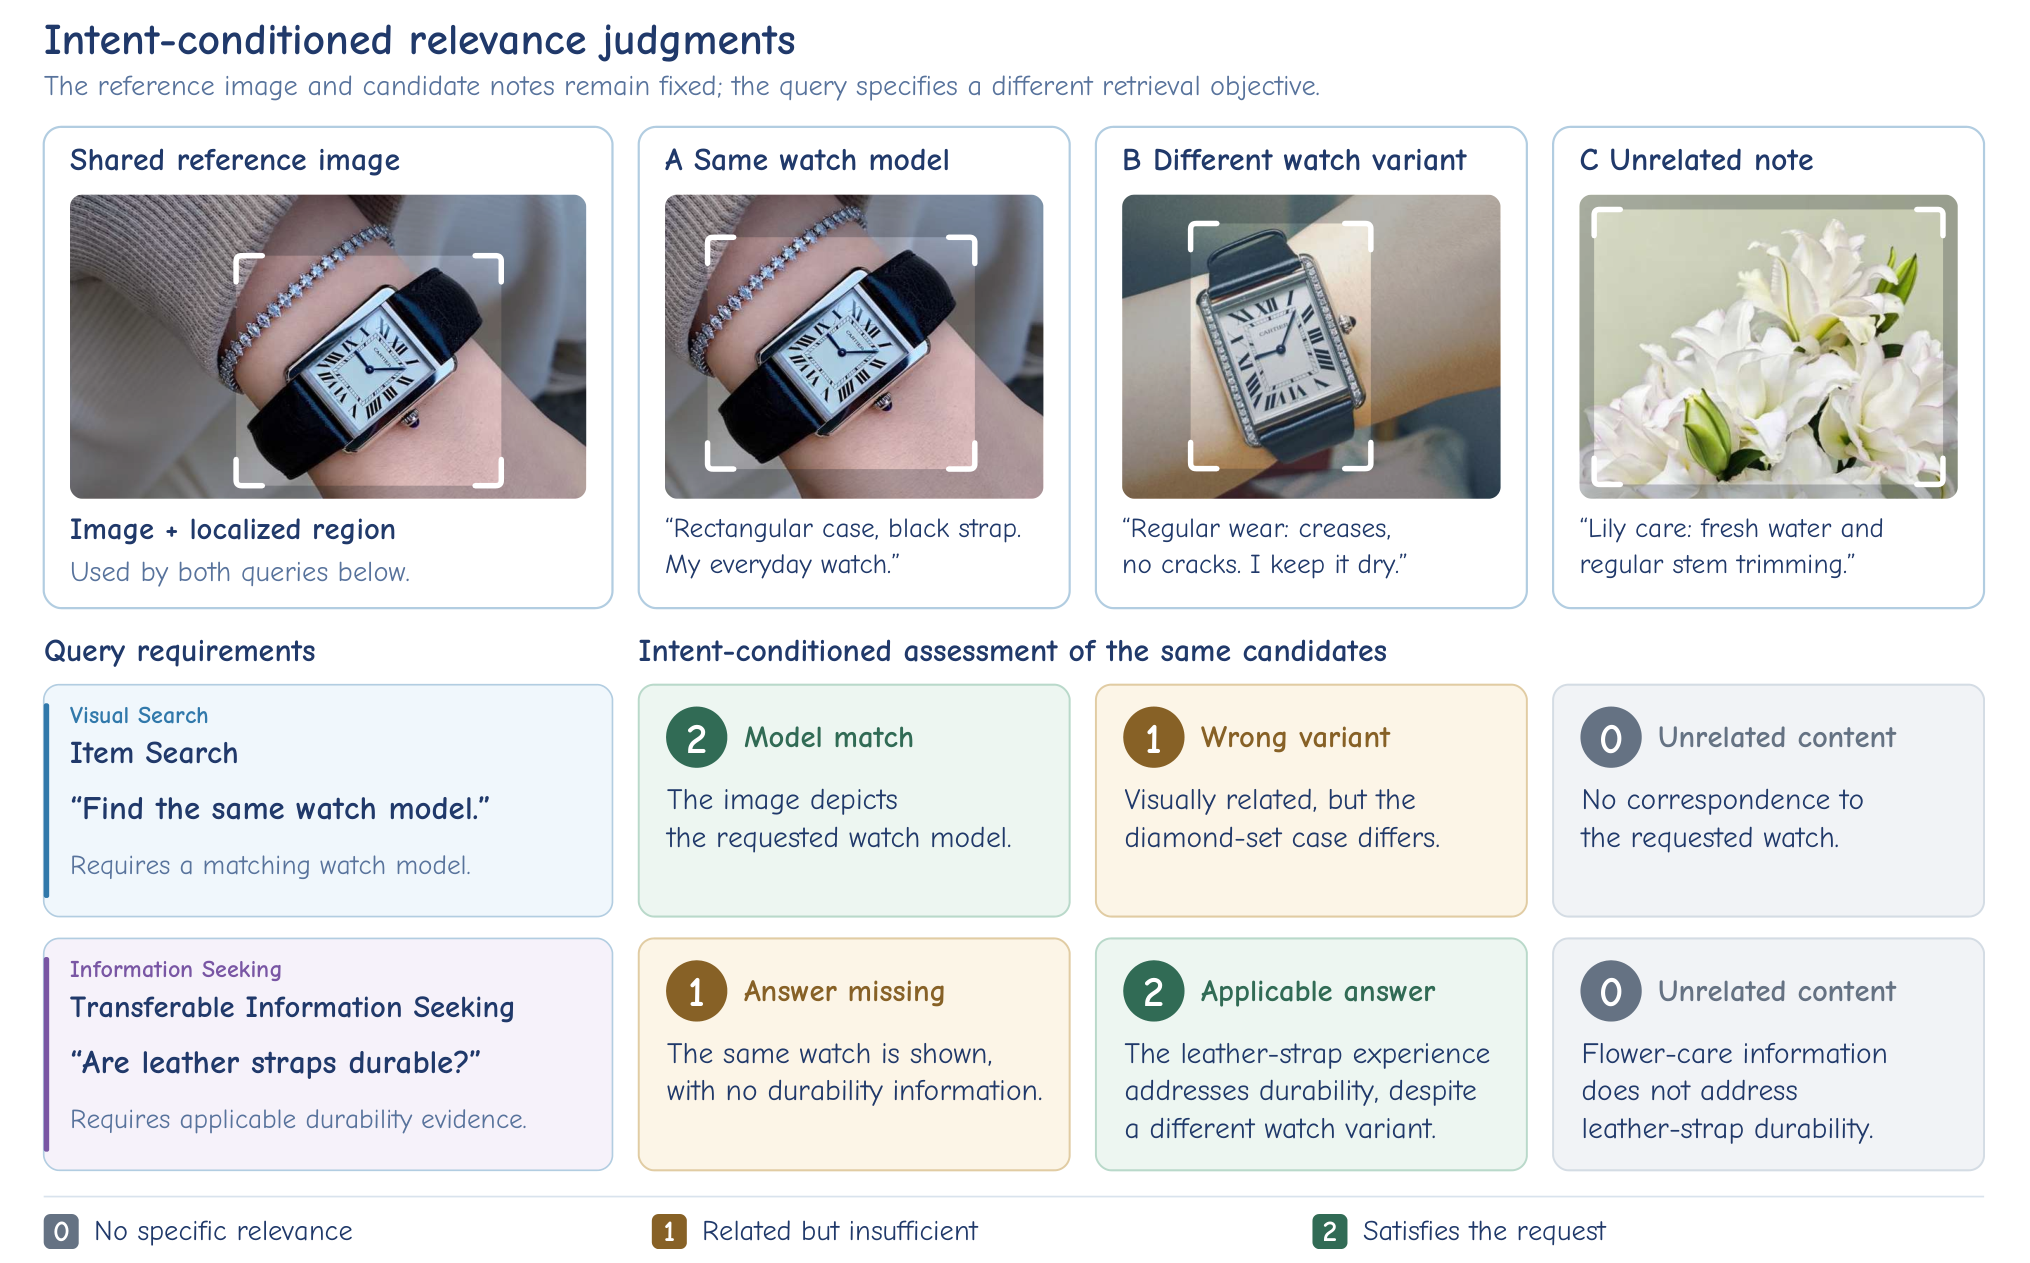 Intent-conditioned relevance judgments
The reference image and candidate notes remain fixed; the query specifies a different retrieval objective.
Shared reference image
CARTIER
Image + localized region
Used by both queries below.
A Same watch model
CARTIER
“Rectangular case, black strap.
My everyday watch.”
B Different watch variant
CARTIER
“Regular wear: creases,
no cracks. I keep it dry.”
C Unrelated note
“Lily care: fresh water and
regular stem trimming.”
Query requirements
Intent-conditioned assessment of the same candidates
Visual Search
Item Search
“Find the same watch model.”
Requires a matching watch model.
2 Model match
The image depicts
the requested watch model.
1 Wrong variant
Visually related, but the
diamond-set case differs.
0 Unrelated content
No correspondence to
the requested watch.
Information Seeking
Transferable Information Seeking
“Are leather straps durable?”
Requires applicable durability evidence.
1 Answer missing
The same watch is shown,
with no durability information.
2 Applicable answer
The leather-strap experience
addresses durability, despite
a different watch variant.
0 Unrelated content
Flower-care information
does not address
leather-strap durability.
0 No specific relevance
1 Related but insufficient
2 Satisfies the request